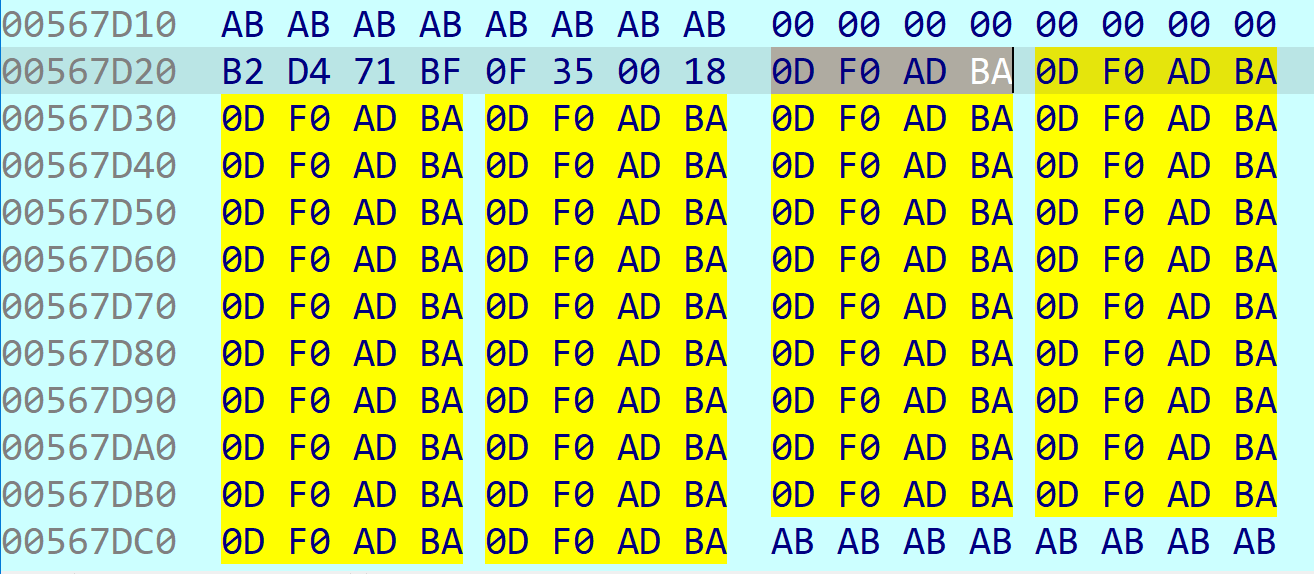 00567D10 AB AB AB AB AB AB AB AB 00 00 00 00 00 00 00 00
00567D20 B2 D4 71 BF 0F 35 00 18 0D F0 AD BA 0D F0 AD BA
00567D30 0D F0 AD BA 0D F0 AD BA 0D F0 AD BA 0D F0 AD BA
00567D40 0D F0 AD BA 0D F0 AD BA 0D F0 AD BA 0D F0 AD BA
00567D50 0D F0 AD BA 0D F0 AD BA 0D F0 AD BA 0D F0 AD BA
00567D60 0D F0 AD BA 0D F0 AD BA 0D F0 AD BA 0D F0 AD BA
00567D70 0D F0 AD BA 0D F0 AD BA 0D F0 AD BA 0D F0 AD BA
00567D80 0D F0 AD BA 0D F0 AD BA 0D F0 AD BA 0D F0 AD BA
00567D90 0D F0 AD BA 0D F0 AD BA 0D F0 AD BA 0D F0 AD BA
00567DA0 0D F0 AD BA 0D F0 AD BA 0D F0 AD BA 0D F0 AD BA
00567DB0 0D F0 AD BA 0D F0 AD BA 0D F0 AD BA 0D F0 AD BA
00567DC0 0D F0 AD BA 0D F0 AD BA AB AB AB AB AB AB AB AB